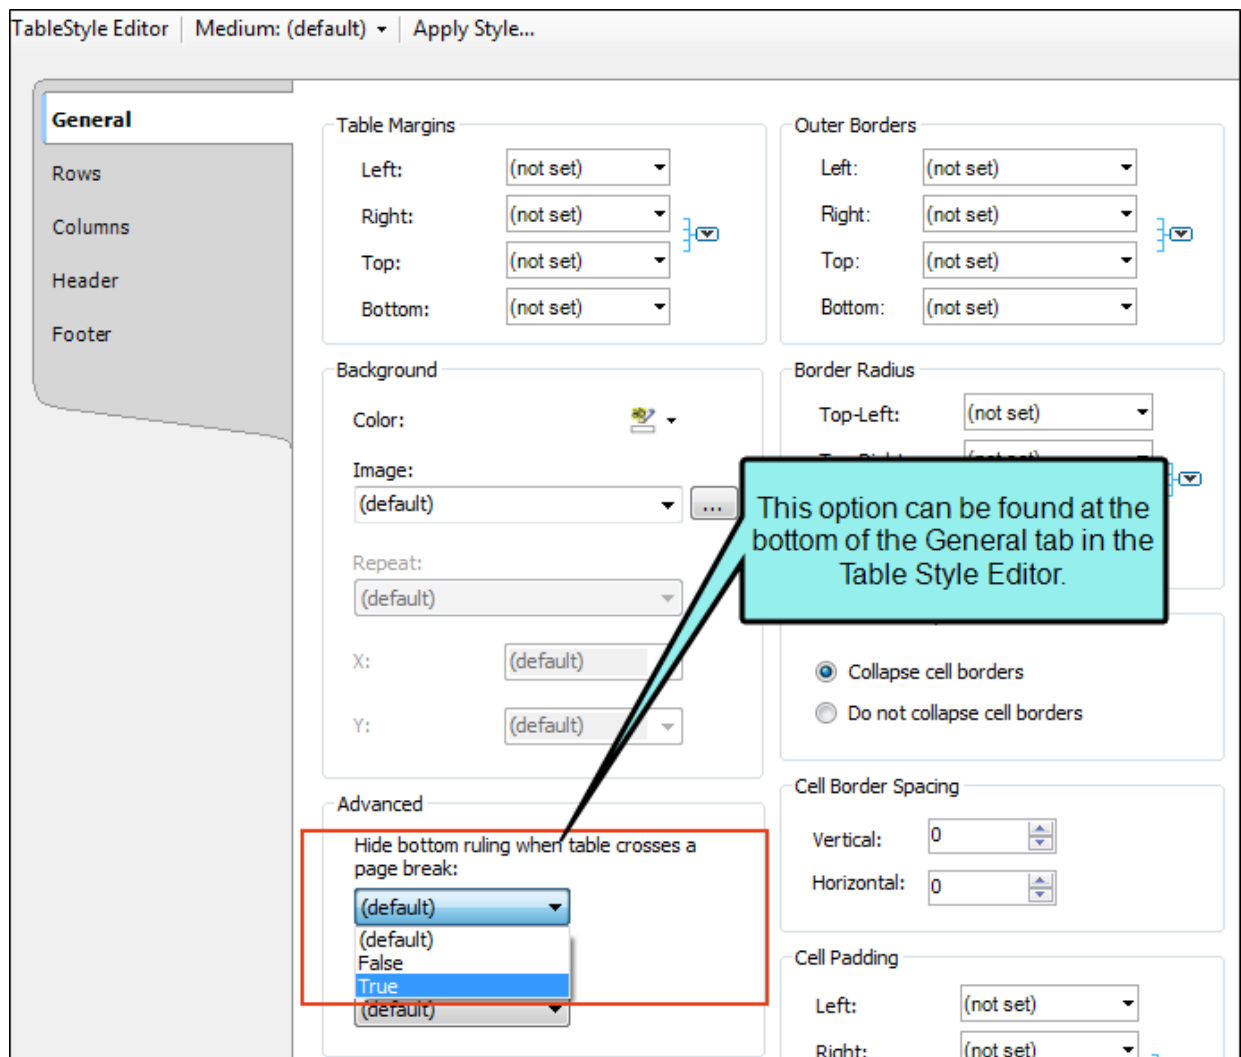 TableStyle Editor Medium: (default) Apply Style...
General
Rows
Columns
Header
Footer
Table Margins
Left: (not set)
Right: (not set)
Top: (not set)
Bottom: (not set)
Outer Borders
Left: (not set)
Right: (not set)
Top: (not set)
Bottom: (not set)
Background
Color:
Image:
(default) ...
Repeat:
(default)
X: (default)
Y: (default)
Border Radius
Top-Left: (not set)
This option can be found at the
bottom of the General tab in the
Table Style Editor.
Collapse cell borders
Do not collapse cell borders
Advanced
Hide bottom ruling when table crosses a
page break:
(default)
(default)
False
True
(default)
Cell Border Spacing
Vertical: 0
Horizontal: 0
Cell Padding
Left: (not set)
Right: (not set)